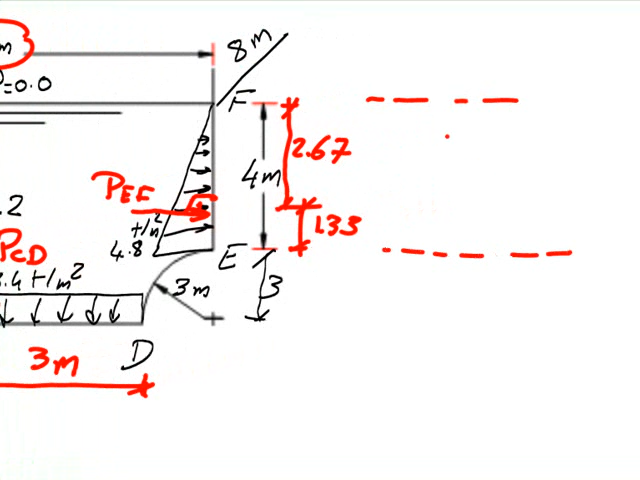 m
8m
=0.0
F
2.67
4m
PEF
.2
1.33
t/m²
PCD
4.8
E
3.4 t/m²
3m
3
3m
D